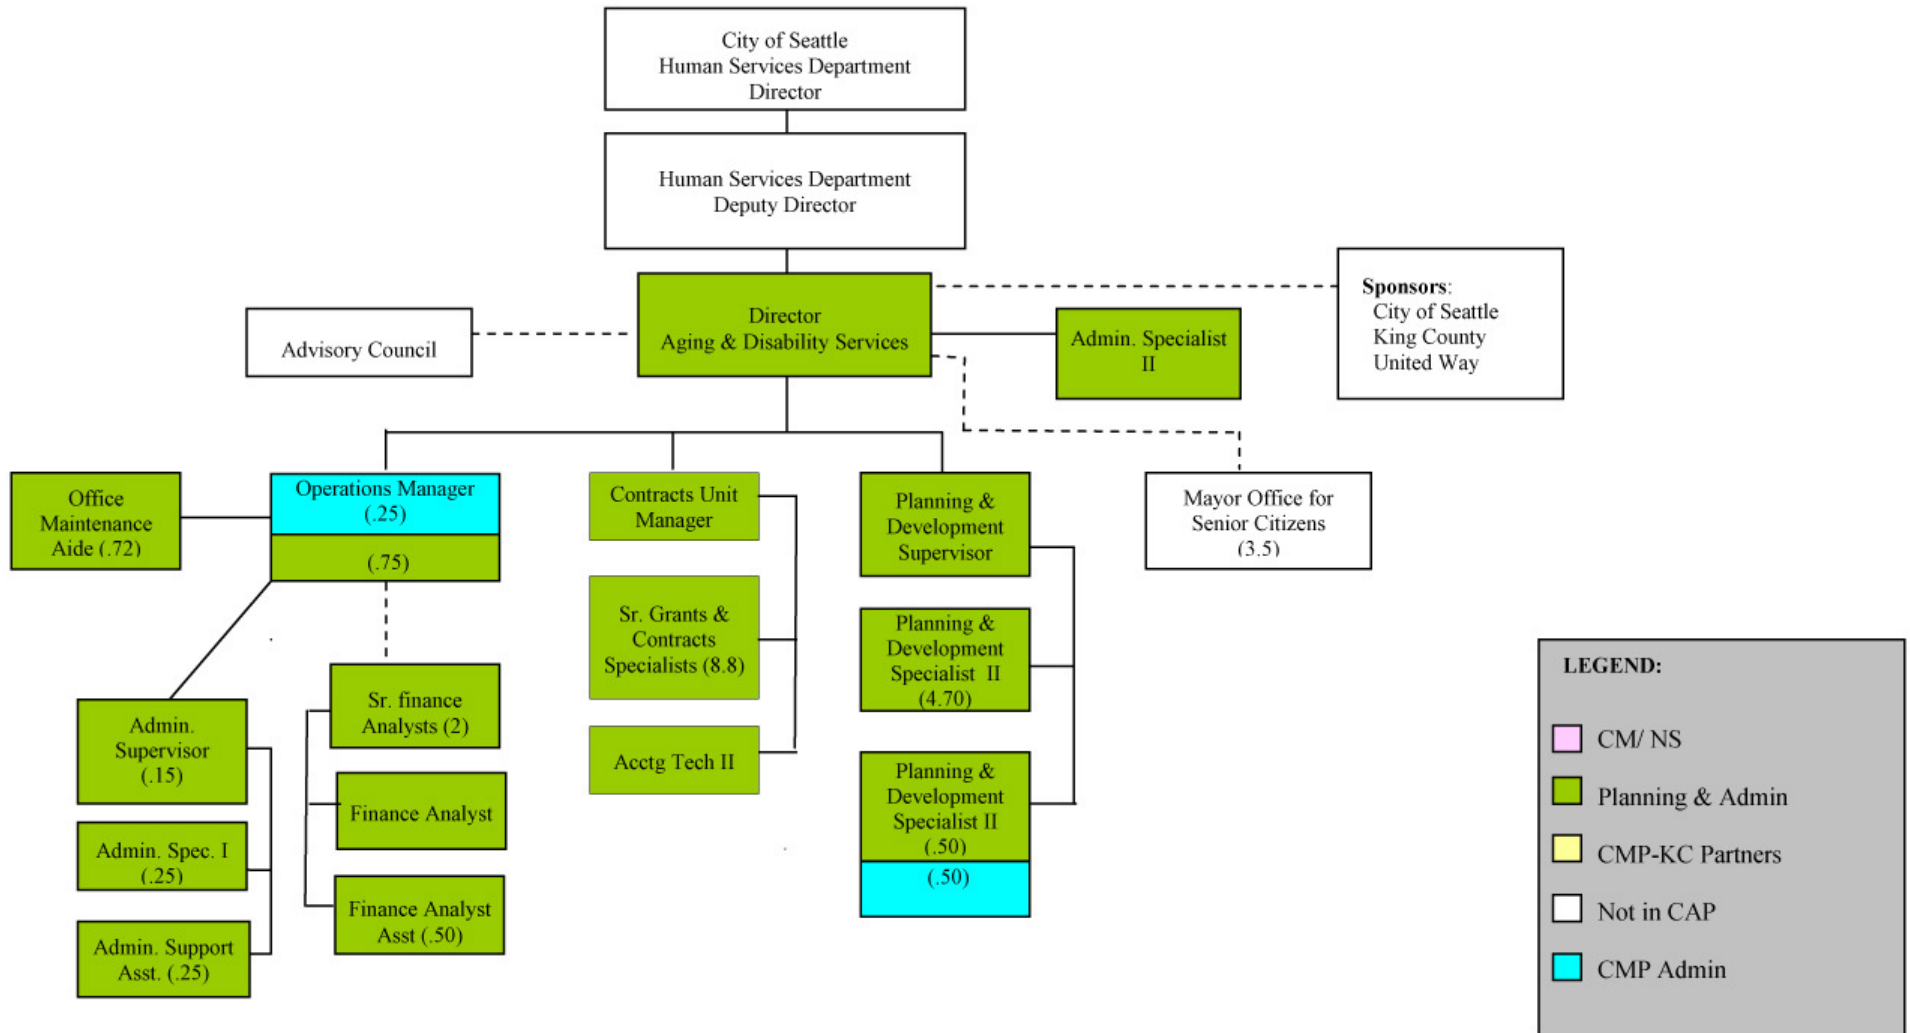 City of Seattle
Human Services Department
Director
Human Services Department
Deputy Director
Sponsors:
City of Seattle
King County
United Way
Director
Aging & Disability Services
Advisory Council
Admin. Specialist
II
Office
Maintenance
Aide (.72)
Operations Manager
(.25)
(.75)
Contracts Unit
Manager
Planning &
Development
Supervisor
Mayor Office for
Senior Citizens
(3.5)
Sr. Grants &
Contracts
Specialists (8.8)
Planning &
Development
Specialist II
(4.70)
Admin.
Supervisor
(.15)
Sr. finance
Analysts (2)
Acctg Tech II
Planning &
Development
Specialist II
(.50)
(.50)
Finance Analyst
Admin. Spec. I
(.25)
Finance Analyst
Asst (.50)
Admin. Support
Asst. (.25)
LEGEND:
CM/ NS
Planning & Admin
CMP-KC Partners
Not in CAP
CMP Admin